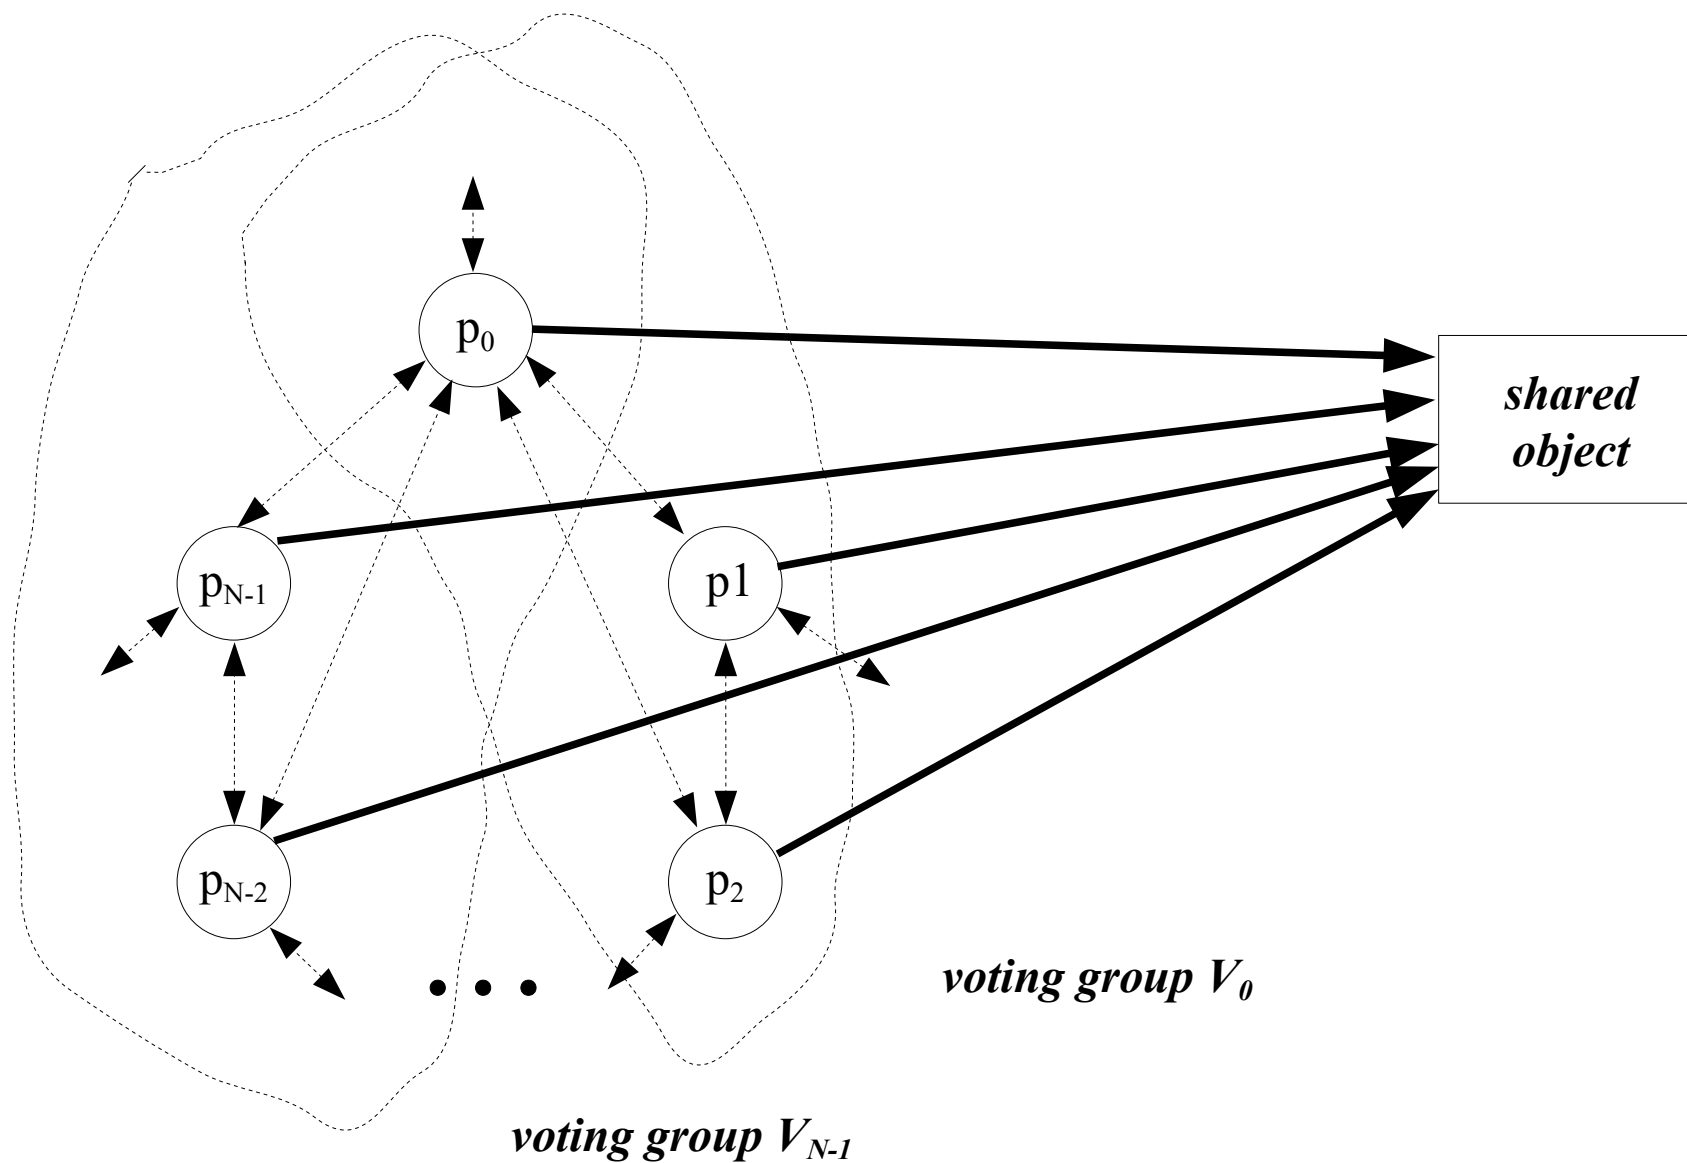 p0
shared
object
pN-1
p1
pN-2
p2
voting group V0
voting group VN-1